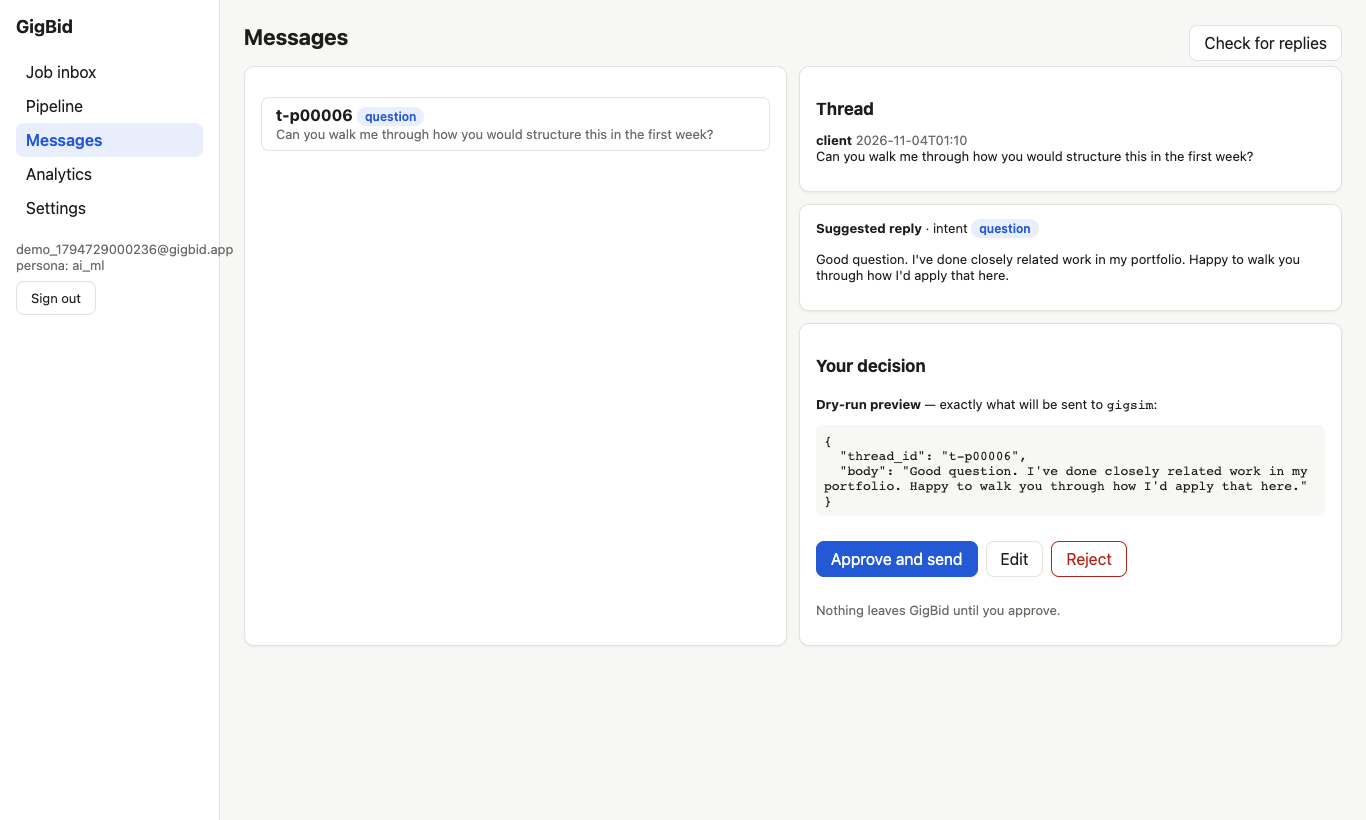 GigBid
Job inbox
Pipeline
Messages
Analytics
Settings
demo_1794729000236@gigbid.app
persona: ai_ml
Sign out
Messages
Check for replies
t-p00006 question
Can you walk me through how you would structure this in the first week?
Thread
client 2026-11-04T01:10
Can you walk me through how you would structure this in the first week?
Suggested reply · intent question
Good question. I've done closely related work in my portfolio. Happy to walk you
through how I'd apply that here.
Your decision
Dry-run preview — exactly what will be sent to gigsim:
{
  "thread_id": "t-p00006",
  "body": "Good question. I've done closely related work in my
portfolio. Happy to walk you through how I'd apply that here."
}
Approve and send
Edit
Reject
Nothing leaves GigBid until you approve.